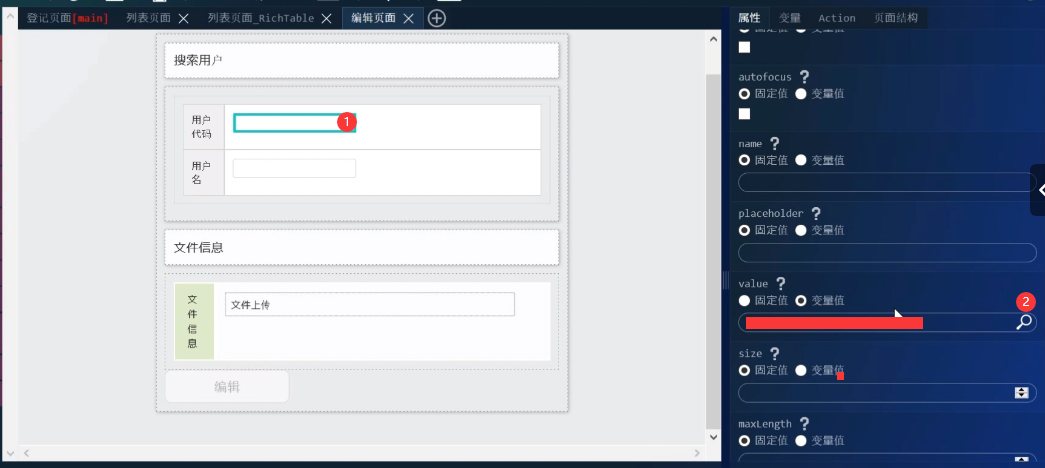 登记页面[main] 列表页面 列表页面_RichTable 编辑页面
属性 变量 Action 页面结构
搜索用户
用户
代码
1
用户
名
文件信息
文
件
信
息
文件上传
编辑
固定值 变量值
autofocus ?
固定值 变量值
name ?
固定值 变量值
placeholder ?
固定值 变量值
value ?
固定值 变量值
2
size ?
固定值 变量值
maxLength ?
固定值 变量值